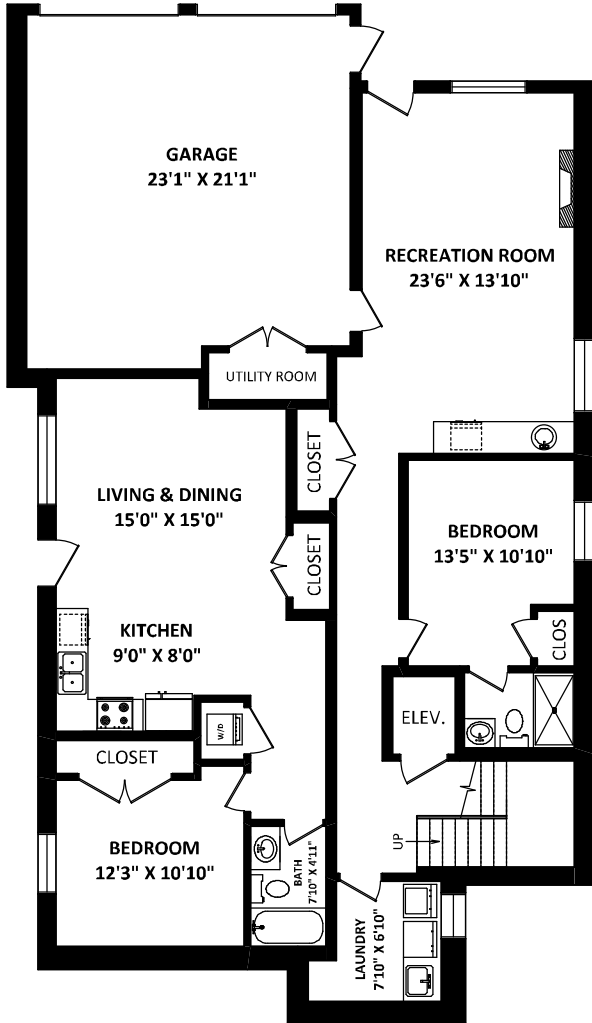 GARAGE
23'1" X 21'1"
RECREATION ROOM
23'6" X 13'10"
UTILITY ROOM
CLOSET
LIVING & DINING
15'0" X 15'0"
BEDROOM
13'5" X 10'10"
CLOSET
CLOS
KITCHEN
9'0" X 8'0"
ELEV.
W/D
CLOSET
UP
BEDROOM
12'3" X 10'10"
BATH
7'10" X 4'11"
LAUNDRY
7'10" X 6'10"